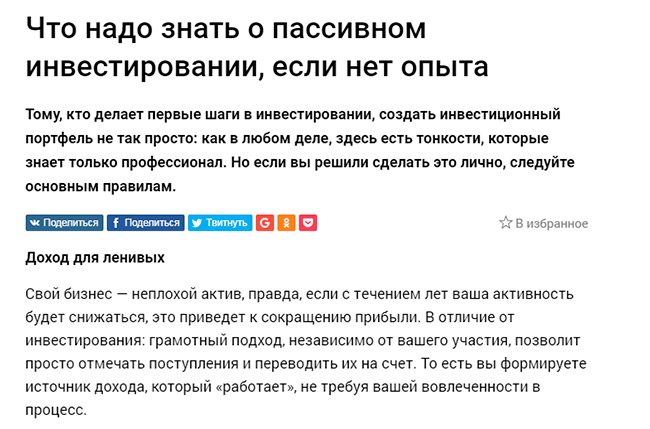 Что надо знать о пассивном
инвестировании, если нет опыта
Тому, кто делает первые шаги в инвестировании, создать инвестиционный
портфель не так просто: как в любом деле, здесь есть тонкости, которые
знает только профессионал. Но если вы решили сделать это лично, следуйте
основным правилам.
Поделиться Поделиться Твитнуть В избранное
Доход для ленивых
Свой бизнес — неплохой актив, правда, если с течением лет ваша активность
будет снижаться, это приведет к сокращению прибыли. В отличие от
инвестирования: грамотный подход, независимо от вашего участия, позволит
просто отмечать поступления и переводить их на счет. То есть вы формируете
источник дохода, который «работает», не требуя вашей вовлеченности в
процесс.